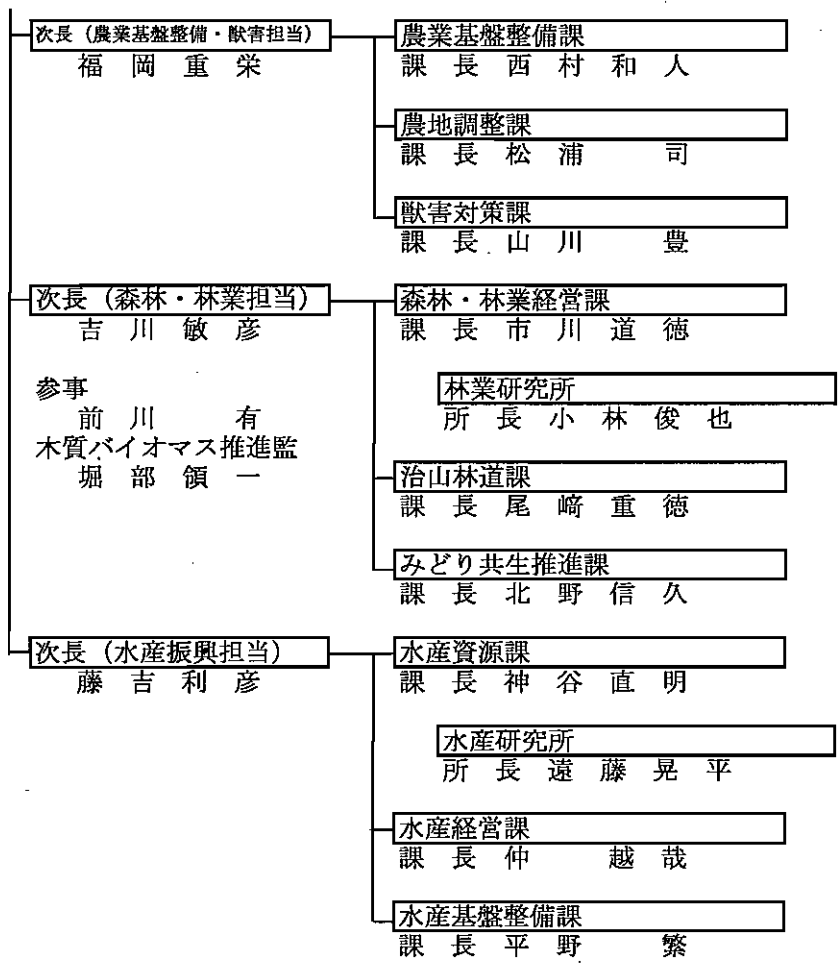 次長（農業基盤整備・獣害担当）
福岡重栄
農業基盤整備課
課長西村和人
農地調整課
課長松浦　司
獣害対策課
課長山川　豊
次長（森林・林業担当）
吉川敏彦
参事
前川　有
木質バイオマス推進監
堀部領一
森林・林業経営課
課長市川道徳
林業研究所
所長小林俊也
治山林道課
課長尾﨑重徳
みどり共生推進課
課長北野信久
次長（水産振興担当）
藤吉利彦
水産資源課
課長神谷直明
水産研究所
所長遠藤晃平
水産経営課
課長仲　越哉
水産基盤整備課
課長平野　繁